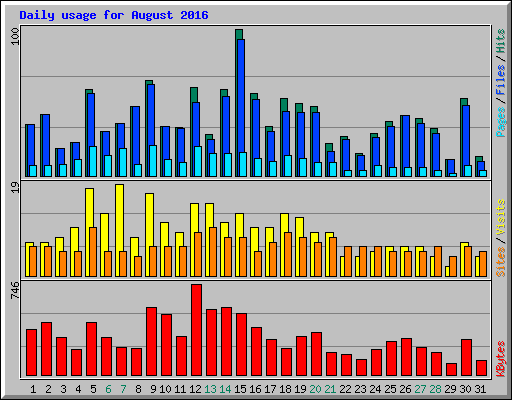 Daily usage for August 2016
100
Pages / Files / Hits
19
Sites / Visits
746
KBytes
1 2 3 4 5 6 7 8 9 10 11 12 13 14 15 16 17 18 19 20 21 22 23 24 25 26 27 28 29 30 31